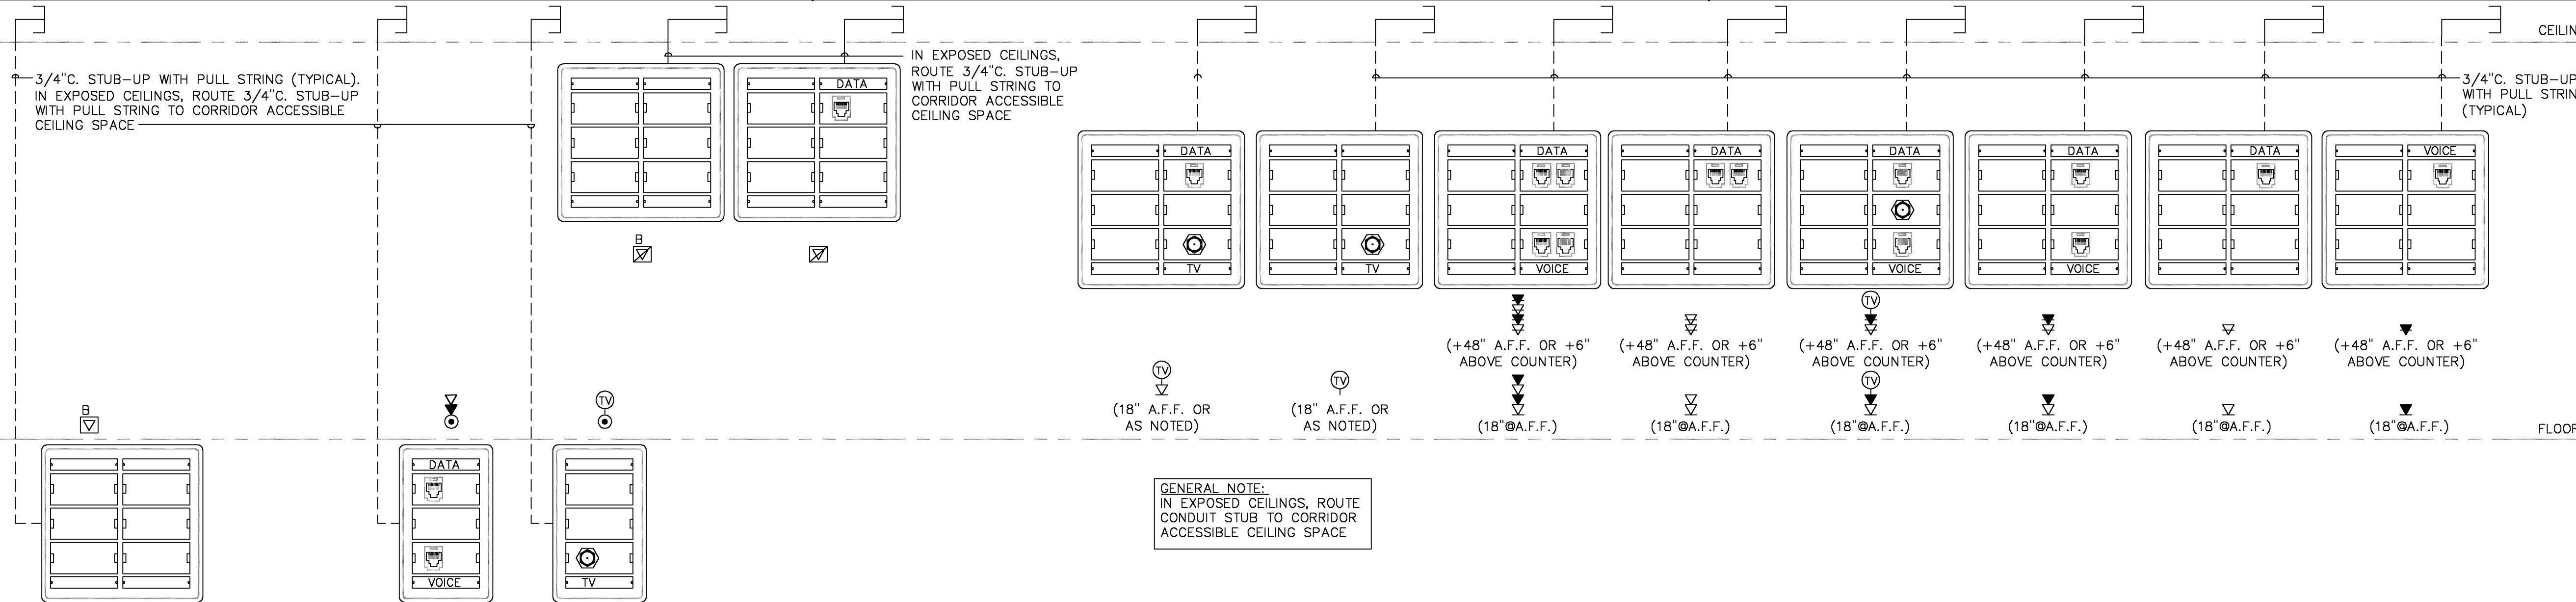 CEILIN
3/4"C. STUB-UP WITH PULL STRING (TYPICAL).
IN EXPOSED CEILINGS, ROUTE 3/4"C. STUB-UP
WITH PULL STRING TO CORRIDOR ACCESSIBLE
CEILING SPACE
IN EXPOSED CEILINGS,
ROUTE 3/4"C. STUB-UP
WITH PULL STRING TO
CORRIDOR ACCESSIBLE
CEILING SPACE
3/4"C. STUB-UP
WITH PULL STRIN
(TYPICAL)
DATA
B
DATA
TV
TV
DATA
VOICE
DATA
DATA
VOICE
DATA
VOICE
DATA
VOICE
TV
(+48" A.F.F. OR +6"
ABOVE COUNTER)
(+48" A.F.F. OR +6"
ABOVE COUNTER)
(+48" A.F.F. OR +6"
ABOVE COUNTER)
(+48" A.F.F. OR +6"
ABOVE COUNTER)
(+48" A.F.F. OR +6"
ABOVE COUNTER)
(+48" A.F.F. OR +6"
ABOVE COUNTER)
B
TV
TV
(18" A.F.F. OR
AS NOTED)
TV
(18" A.F.F. OR
AS NOTED)
(18"@A.F.F.)
(18"@A.F.F.)
TV
(18"@A.F.F.)
(18"@A.F.F.)
(18"@A.F.F.)
(18"@A.F.F.)
FLOOR
DATA
VOICE
TV
GENERAL NOTE:
IN EXPOSED CEILINGS, ROUTE
CONDUIT STUB TO CORRIDOR
ACCESSIBLE CEILING SPACE